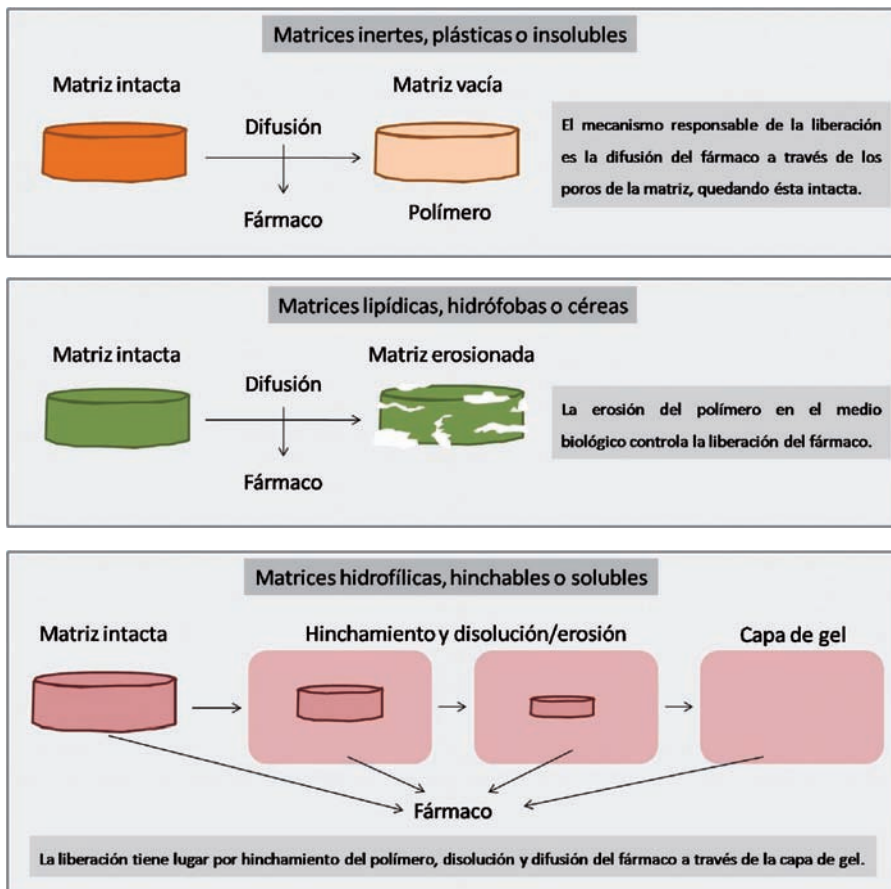 Matrices inertes, plásticas o insolubles
Matriz intacta
Matriz vacía
Difusión
Fármaco
Polímero
El mecanismo responsable de la liberación
es la difusión del fármaco a través de los
poros de la matriz, quedando ésta intacta.
Matrices lipídicas, hidrófobas o céreas
Matriz intacta
Matriz erosionada
Difusión
Fármaco
La erosión del polímero en el medio
biológico controla la liberación del fármaco.
Matrices hidrofílicas, hinchables o solubles
Matriz intacta
Hinchamiento y disolución/erosión
Capa de gel
Fármaco
La liberación tiene lugar por hinchamiento del polímero, disolución y difusión del fármaco a través de la capa de gel.